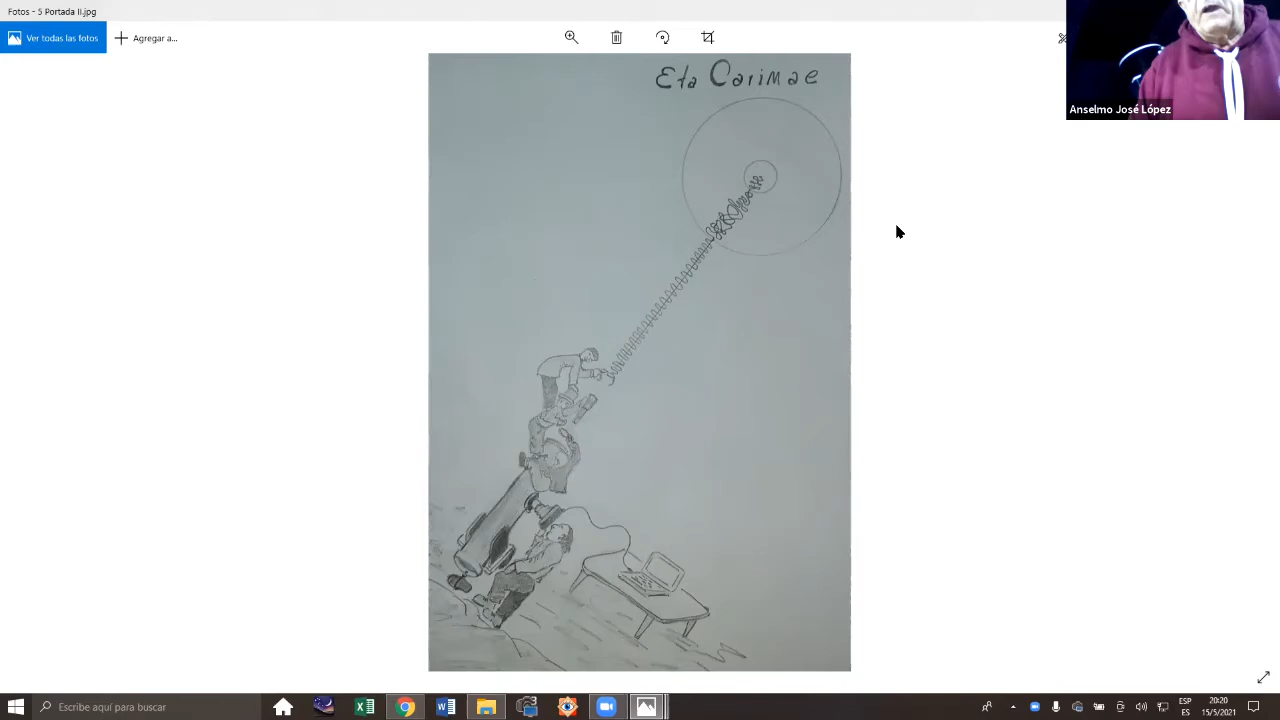 Fotos - 5 Portada II.jpg
Ver todas las fotos
Agregar a...
Eta Carimae
Anselmo José López
Escribe aquí para buscar
ESP
ES
20:20
15/5/2021